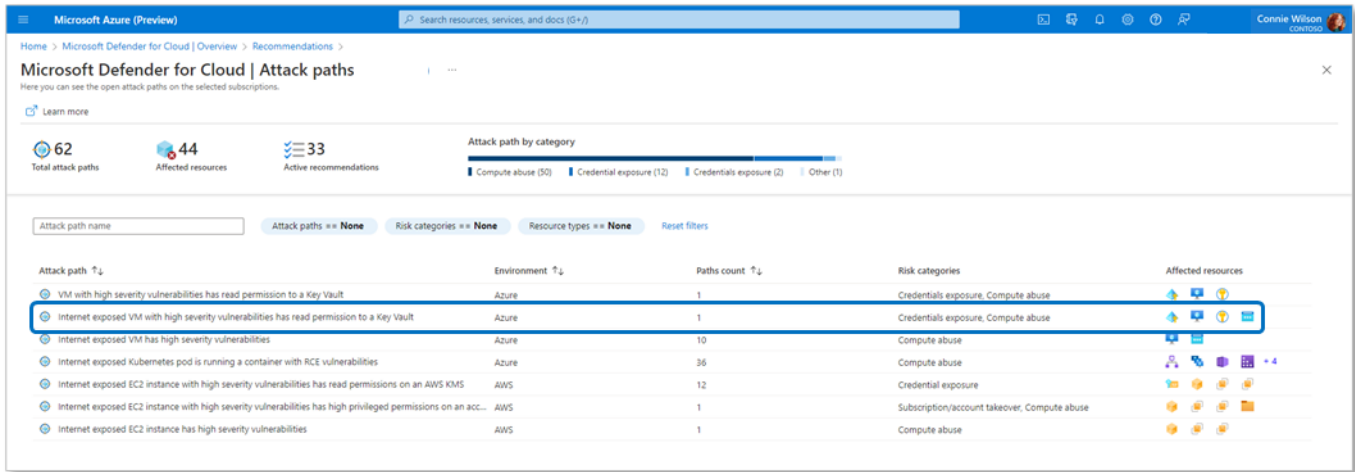 Microsoft Azure (Preview)
Search resources, services, and docs (G+/)
Connie Wilson
CONTOSO
Home > Microsoft Defender for Cloud | Overview > Recommendations >
Microsoft Defender for Cloud | Attack paths
Here you can see the open attack paths on the selected subscriptions.
Learn more
62
Total attack paths
44
Affected resources
33
Active recommendations
Attack path by category
Compute abuse (50) Credential exposure (12) Credentials exposure (2) Other (1)
Attack path name
Attack paths == None
Risk categories == None
Resource types == None
Reset filters
Attack path ↑↓ Environment ↑↓ Paths count ↑↓ Risk categories Affected resources
VM with high severity vulnerabilities has read permission to a Key Vault Azure 1 Credentials exposure, Compute abuse
Internet exposed VM with high severity vulnerabilities has read permission to a Key Vault Azure 1 Credentials exposure, Compute abuse
Internet exposed VM has high severity vulnerabilities Azure 10 Compute abuse
Internet exposed Kubernetes pod is running a container with RCE vulnerabilities Azure 36 Compute abuse + 4
Internet exposed EC2 instance with high severity vulnerabilities has read permissions on an AWS KMS AWS 12 Credential exposure
Internet exposed EC2 instance with high severity vulnerabilities has high privileged permissions on an acc... AWS 1 Subscription/account takeover, Compute abuse
Internet exposed EC2 instance has high severity vulnerabilities AWS 1 Compute abuse